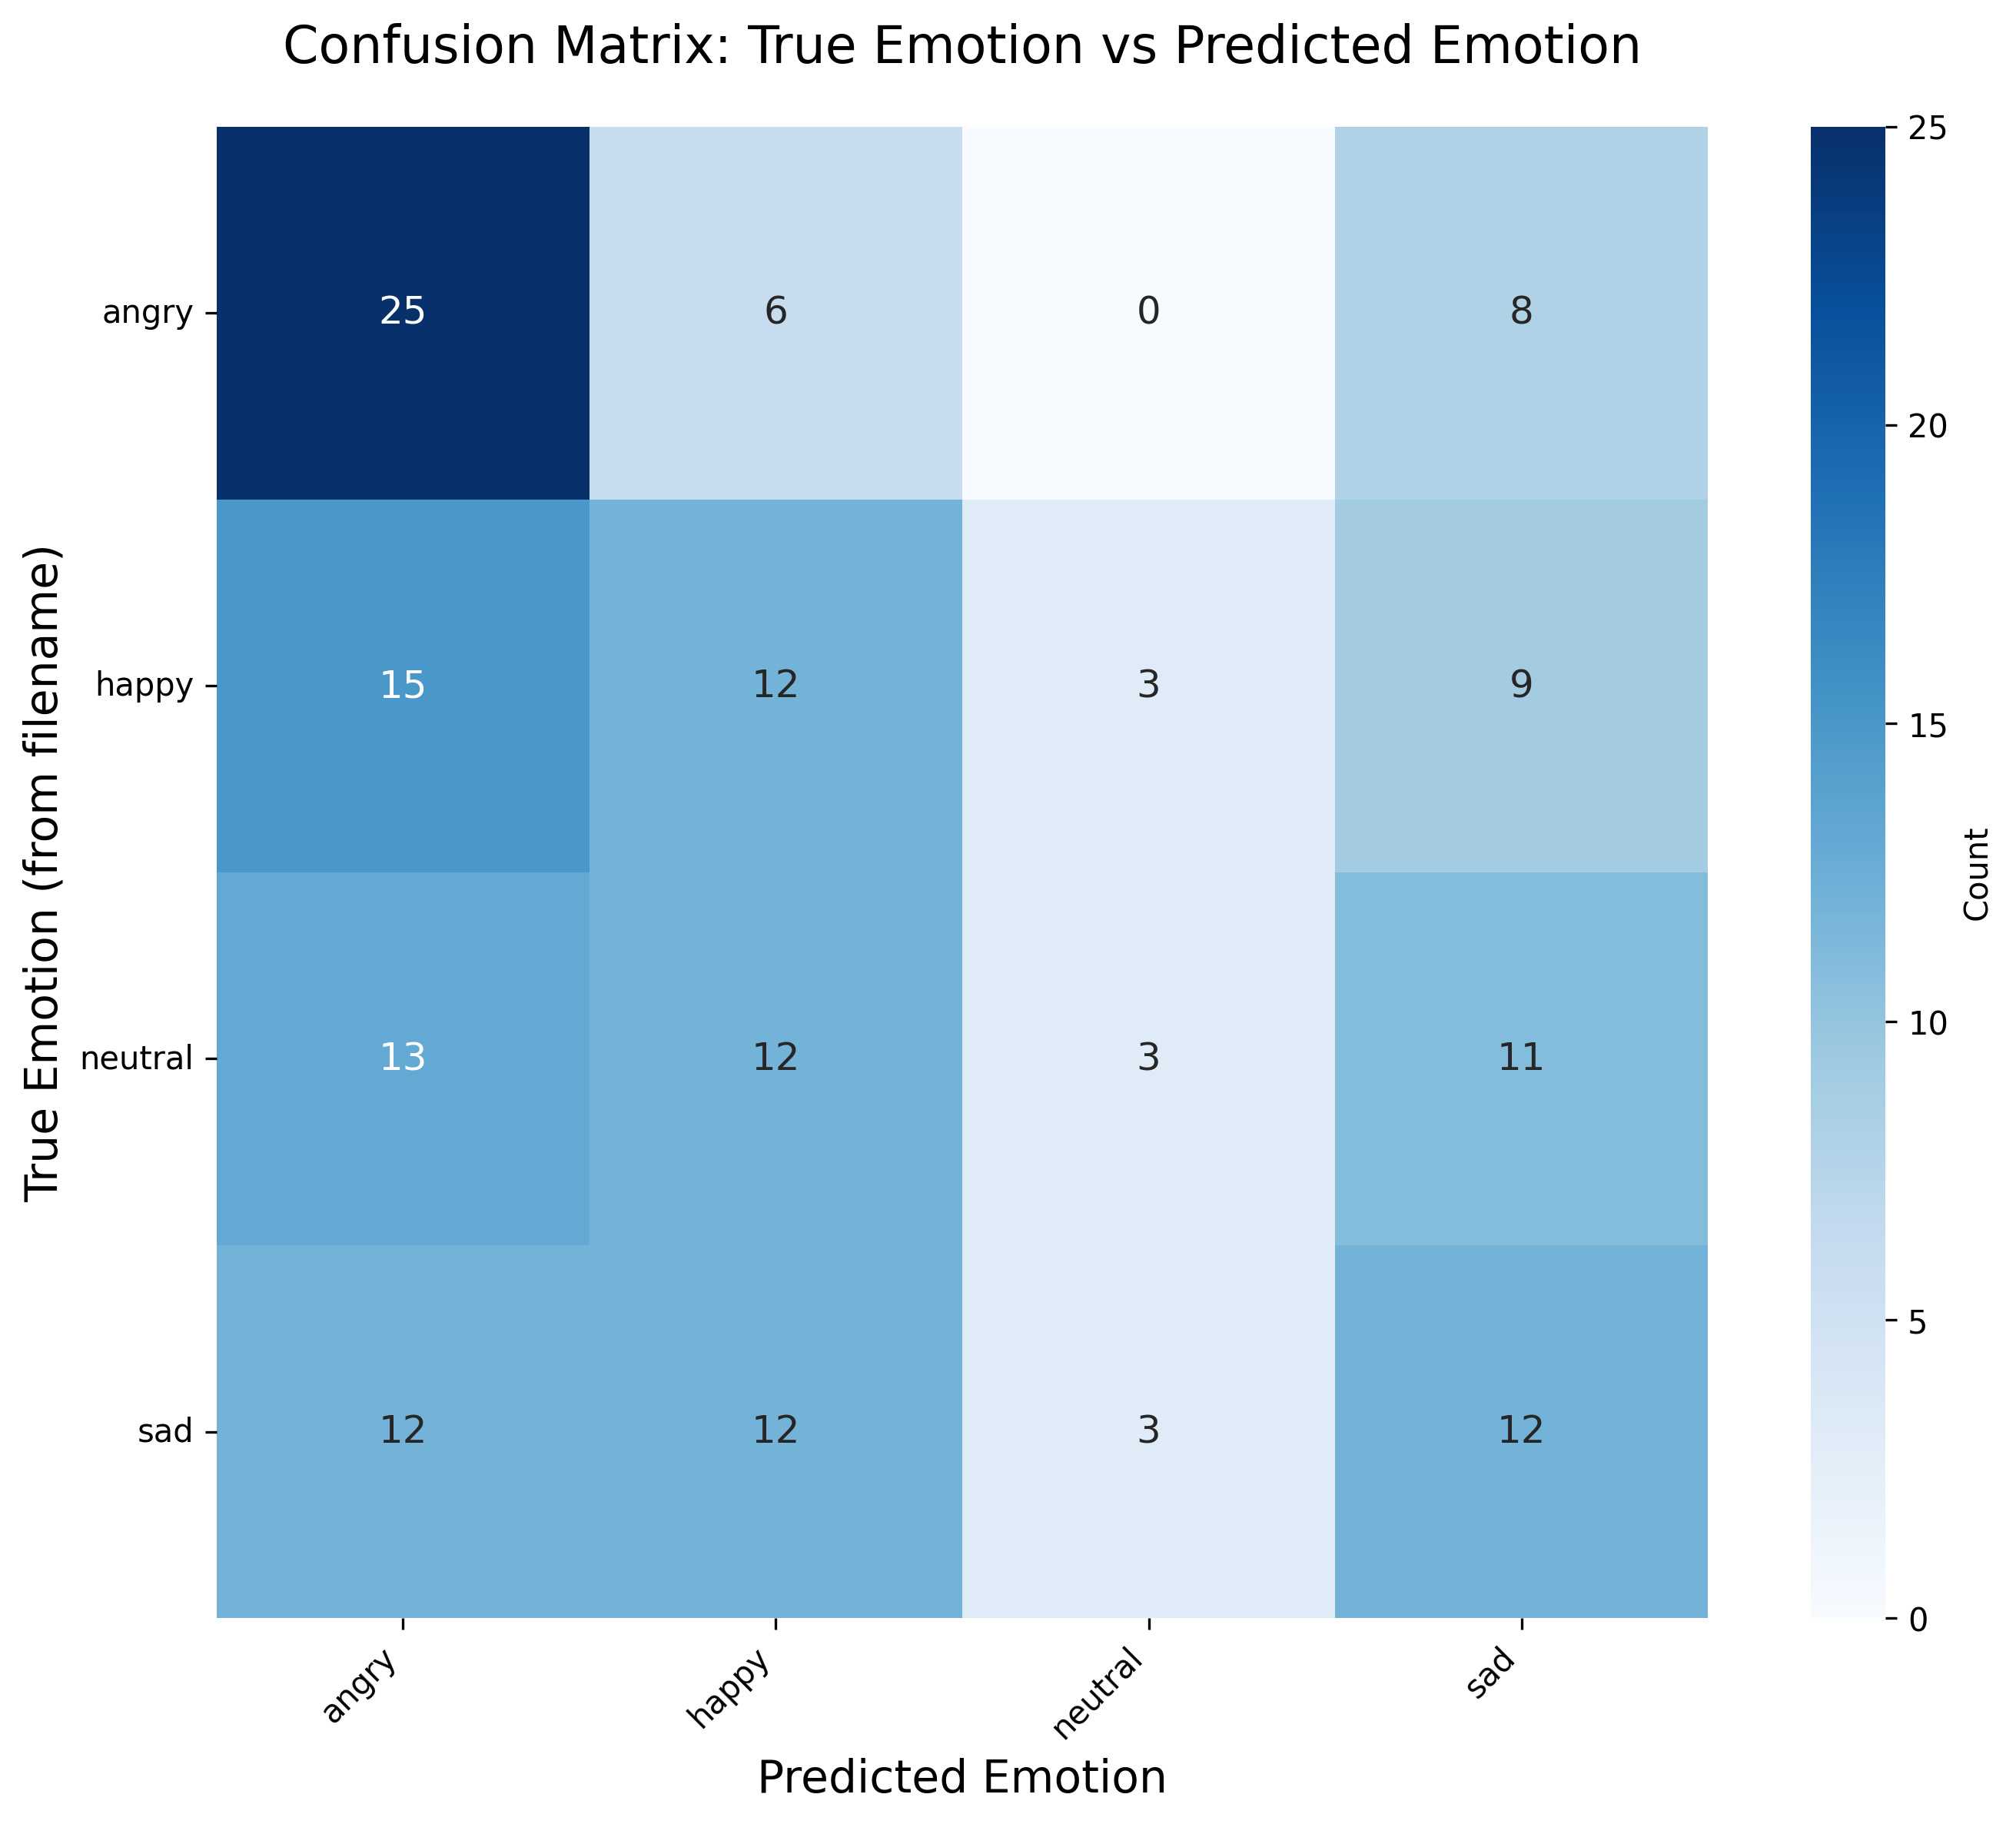 Confusion Matrix: True Emotion vs Predicted Emotion
True Emotion (from filename)
angry
25
6
0
8
happy
15
12
3
9
neutral
13
12
3
11
sad
12
12
3
12
angry
happy
neutral
sad
Predicted Emotion
25
20
15
10
5
0
Count